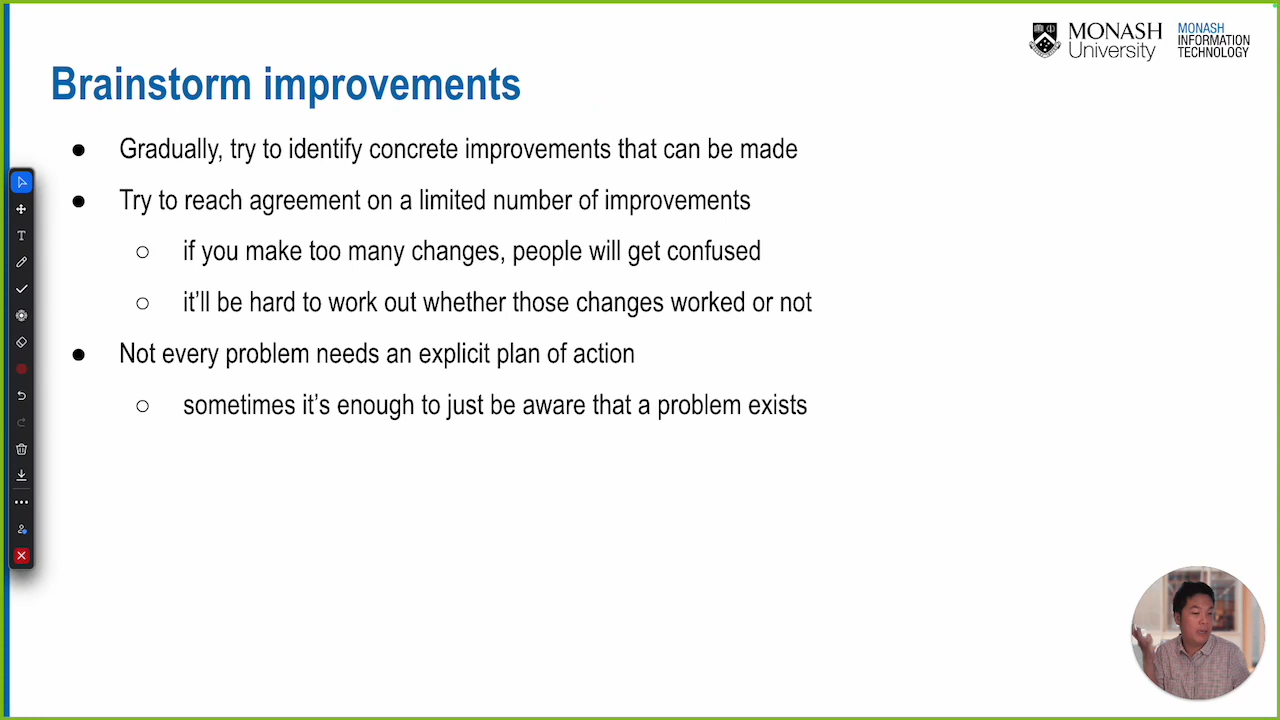 MONASH University
MONASH INFORMATION TECHNOLOGY
Brainstorm improvements
● Gradually, try to identify concrete improvements that can be made
● Try to reach agreement on a limited number of improvements
○ if you make too many changes, people will get confused
○ it’ll be hard to work out whether those changes worked or not
● Not every problem needs an explicit plan of action
○ sometimes it’s enough to just be aware that a problem exists